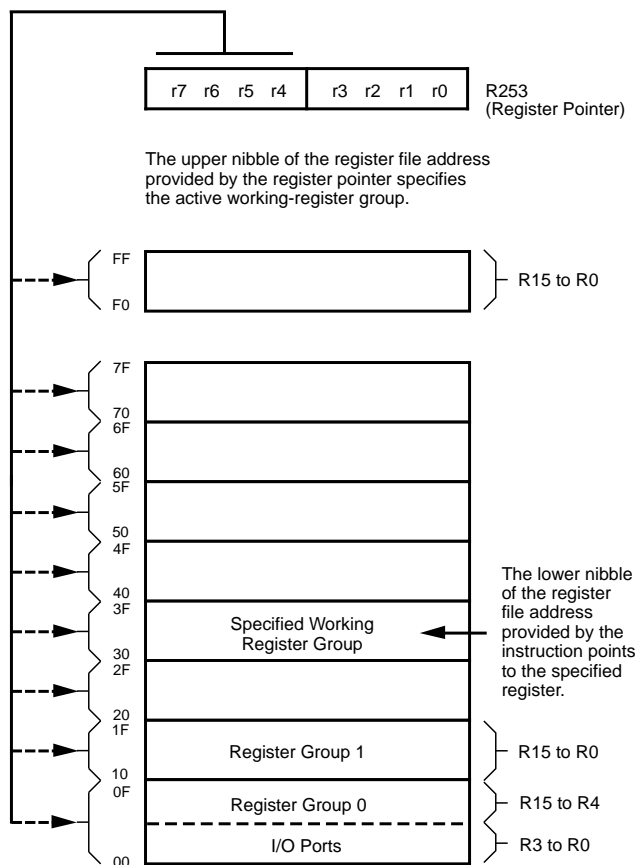 r7 r6 r5 r4 r3 r2 r1 r0
R253
(Register Pointer)
The upper nibble of the register file address
provided by the register pointer specifies
the active working-register group.
FF
R15 to R0
F0
7F
70
6F
60
5F
50
4F
40
3F
Specified Working
Register Group
The lower nibble
of the register
file address
provided by the
instruction points
to the specified
register.
30
2F
20
1F
Register Group 1
R15 to R0
10
0F
Register Group 0
R15 to R4
I/O Ports
R3 to R0
00